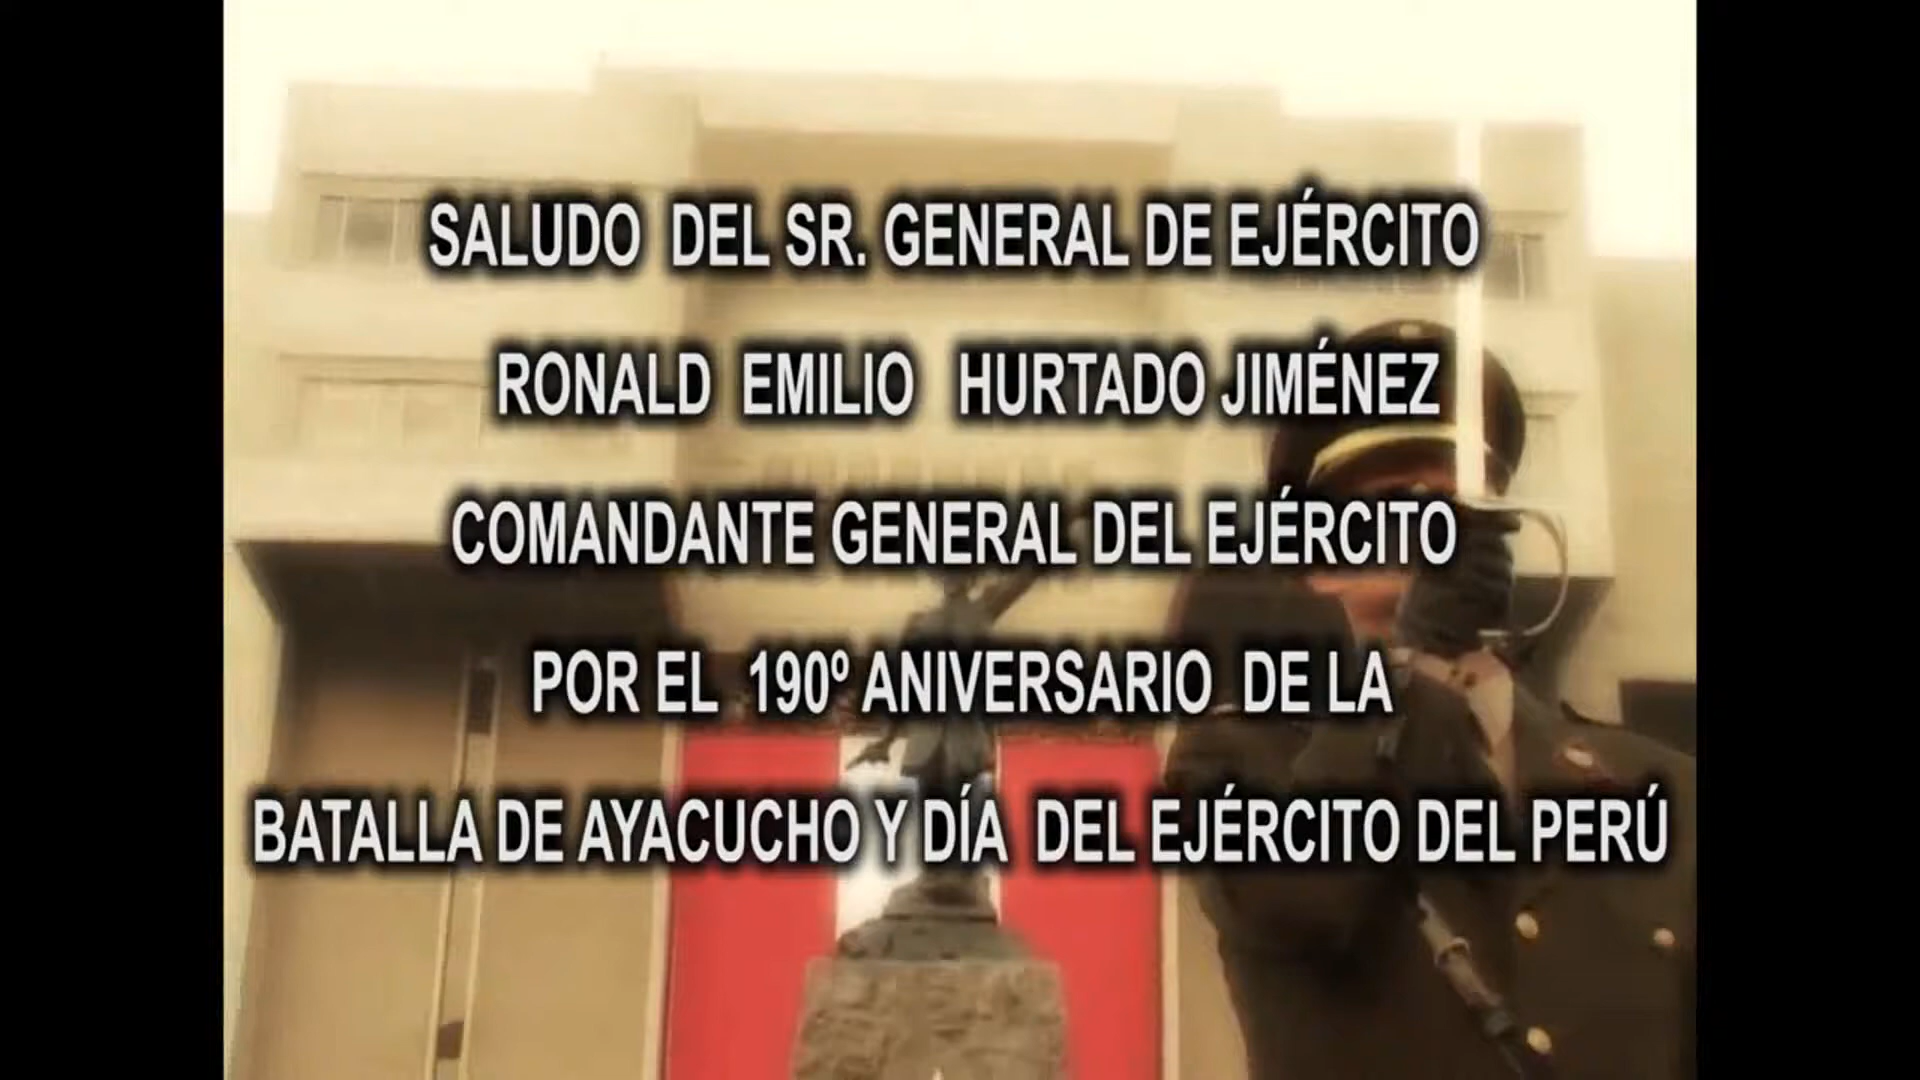 SALUDO DEL SR. GENERAL DE EJÉRCITO
RONALD EMILIO HURTADO JIMÉNEZ
COMANDANTE GENERAL DEL EJÉRCITO
POR EL 190º ANIVERSARIO DE LA
BATALLA DE AYACUCHO Y DÍA DEL EJÉRCITO DEL PERÚ